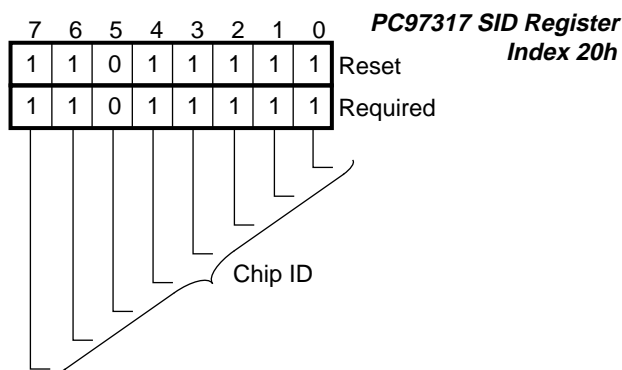 PC97317 SID Register
Index 20h
7 6 5 4 3 2 1 0
1 1 0 1 1 1 1 1 Reset
1 1 0 1 1 1 1 1 Required
Chip ID